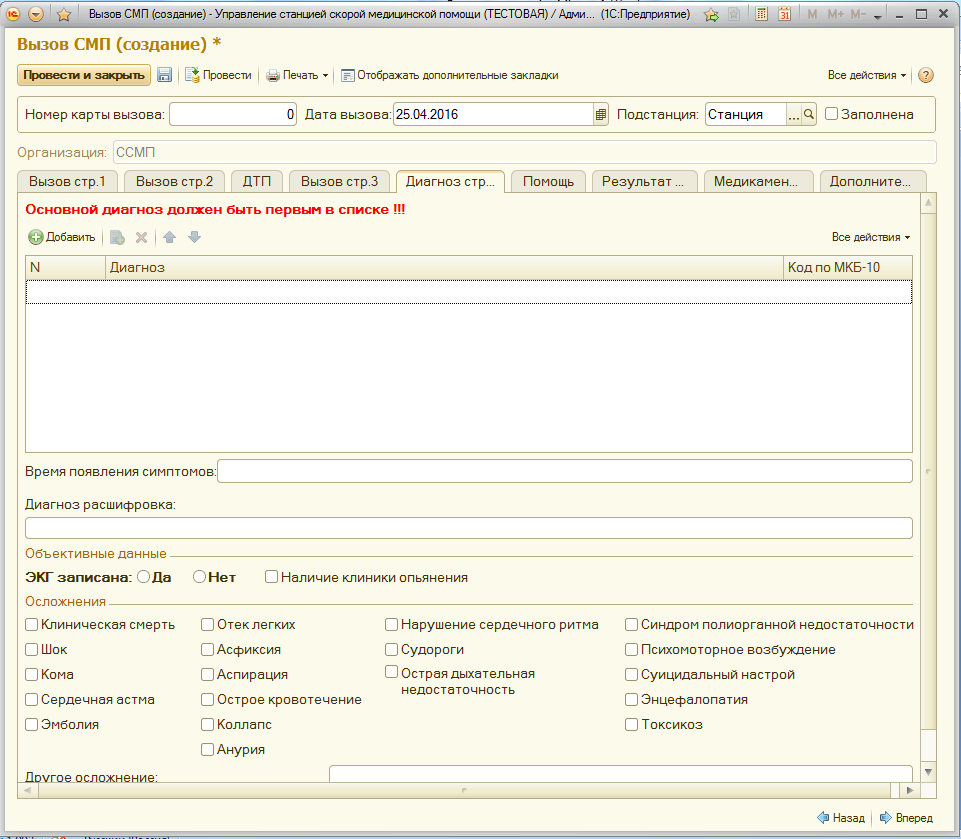 Вызов СМП (создание) - Управление станцией скорой медицинской помощи (ТЕСТОВАЯ) / Адми... (1С:Предприятие)
31 M M+ M-
Вызов СМП (создание) *
Провести и закрыть Провести Печать Отображать дополнительные закладки Все действия ?
Номер карты вызова: 0 Дата вызова: 25.04.2016 Подстанция: Станция ... Заполнена
Организация: ССМП
Вызов стр.1 Вызов стр.2 ДТП Вызов стр.3 Диагноз стр... Помощь Результат ... Медикамен... Дополните...
Основной диагноз должен быть первым в списке !!!
Добавить Все действия
N Диагноз Код по МКБ-10
Время появления симптомов:
Диагноз расшифровка:
Объективные данные
ЭКГ записана: Да Нет Наличие клиники опьянения
Осложнения
Клиническая смерть Отек легких Нарушение сердечного ритма Синдром полиорганной недостаточности
Шок Асфиксия Судороги Психомоторное возбуждение
Кома Аспирация Острая дыхательная недостаточность Суицидальный настрой
Сердечная астма Острое кровотечение Энцефалопатия
Эмболия Коллапс Токсикоз
Анурия
Другое осложнение:
Назад Вперед